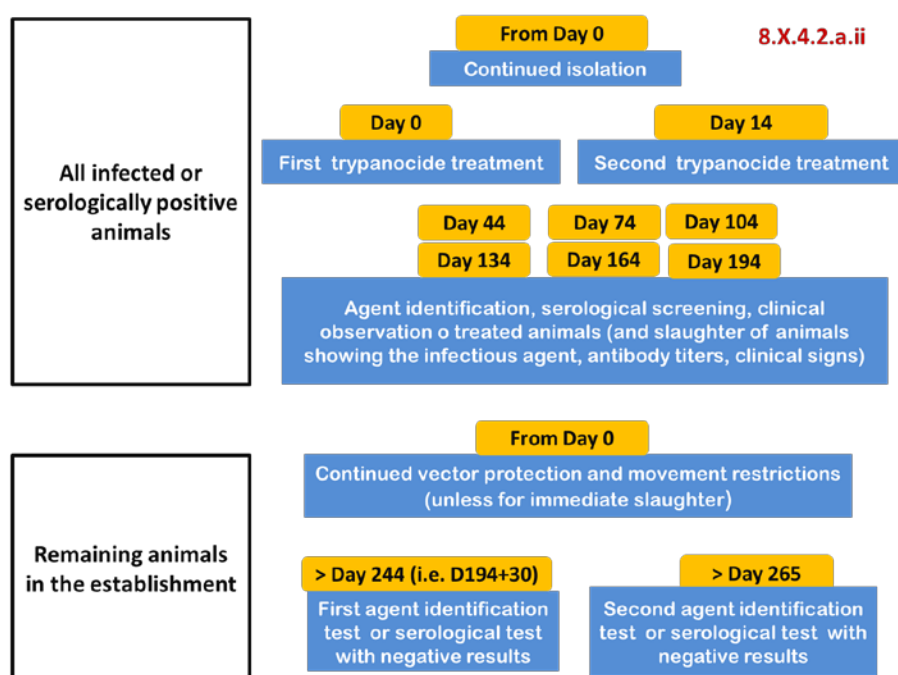 From Day 0
8.X.4.2.a.ii
Continued isolation
Day 0
Day 14
First trypanocide treatment
Second trypanocide treatment
All infected or
serologically positive
animals
Day 44
Day 74
Day 104
Day 134
Day 164
Day 194
Agent identification, serological screening, clinical
observation o treated animals (and slaughter of animals
showing the infectious agent, antibody titers, clinical signs)
From Day 0
Continued vector protection and movement restrictions
(unless for immediate slaughter)
Remaining animals
in the establishment
> Day 244 (i.e. D194+30)
First agent identification
test or serological test
with negative results
> Day 265
Second agent identification
test or serological test with
negative results